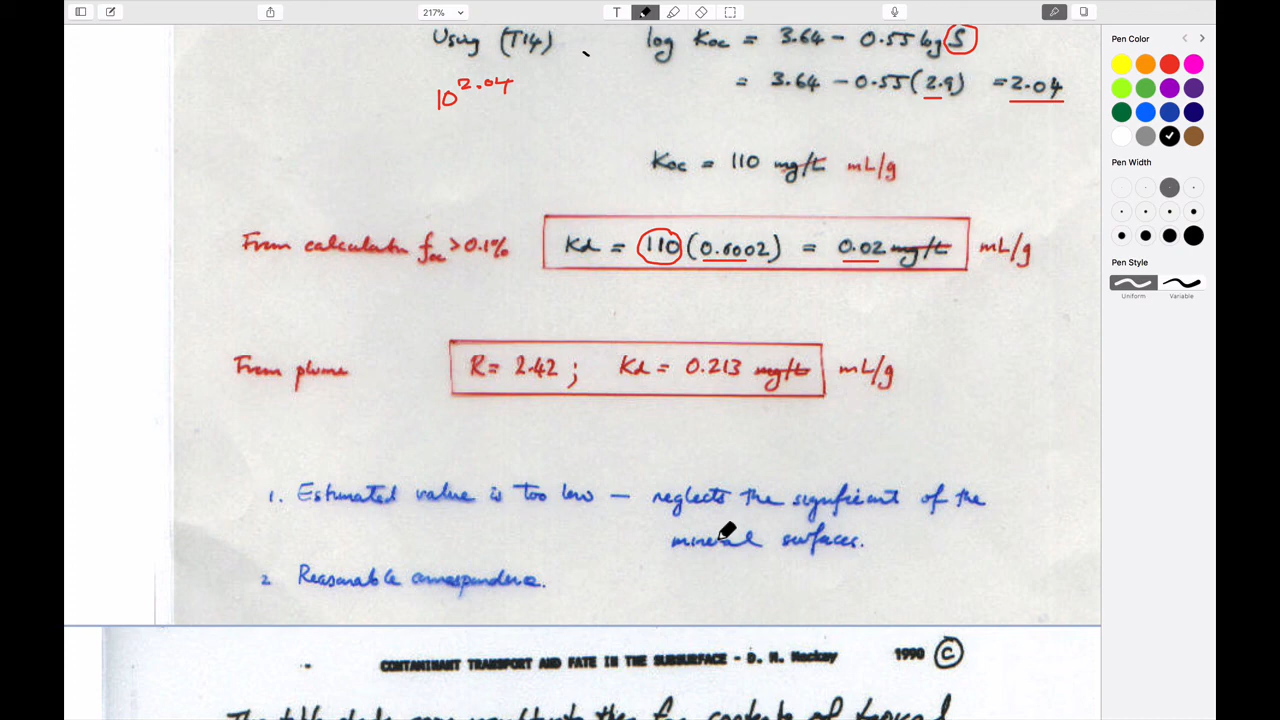 217%
T
Using (T14) log Koc = 3.64 - 0.55 log S
10^2.04
= 3.64 - 0.55(2.9) = 2.04
Koc = 110 mg/L mL/g
From calculation foc > 0.1% Kd = 110(0.0002) = 0.02 mg/L mL/g
From plume R = 2.42 ; Kd = 0.213 mg/L mL/g
1. Estimated value is too low - neglects the significant of the
mineral surfaces.
2 Reasonable correspondence.
CONTAMINANT TRANSPORT AND FATE IN THE SUBSURFACE - D. M. Mackay 1990 ©
Pen Color
Pen Width
Pen Style
Uniform Variable